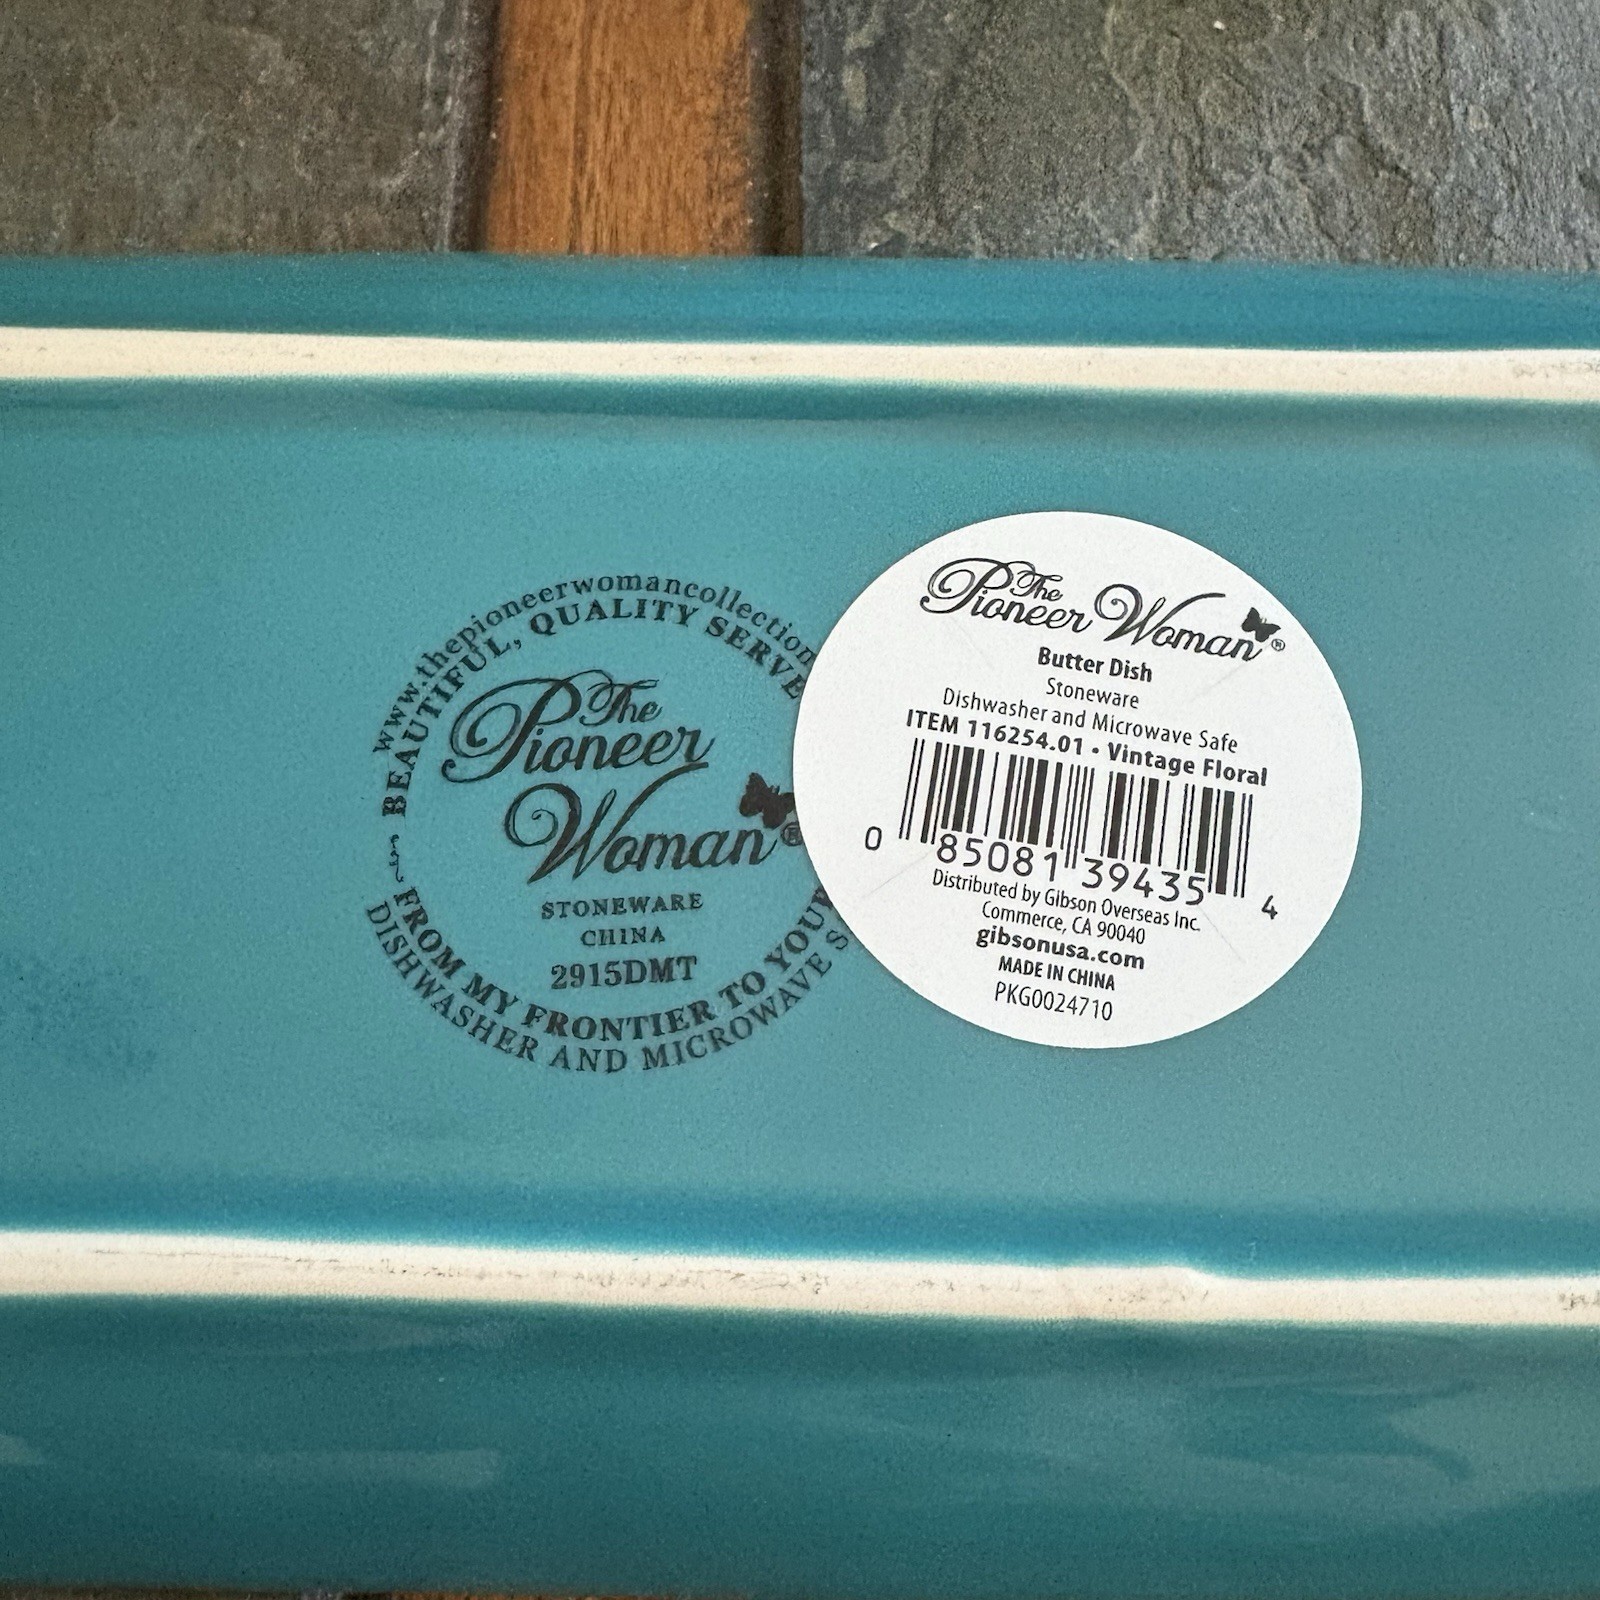 www.thepioneerwomancollection
BEAUTIFUL, QUALITY SERVE
The
Pioneer
Woman®
STONEWARE
CHINA
2915DMT
FROM MY FRONTIER TO YOUR
DISHWASHER AND MICROWAVE S
The
Pioneer Woman®
Butter Dish
Stoneware
Dishwasher and Microwave Safe
ITEM 116254.01 • Vintage Floral
0 85081 39435 4
Distributed by Gibson Overseas Inc.
Commerce, CA 90040
gibsonusa.com
MADE IN CHINA
PKG0024710